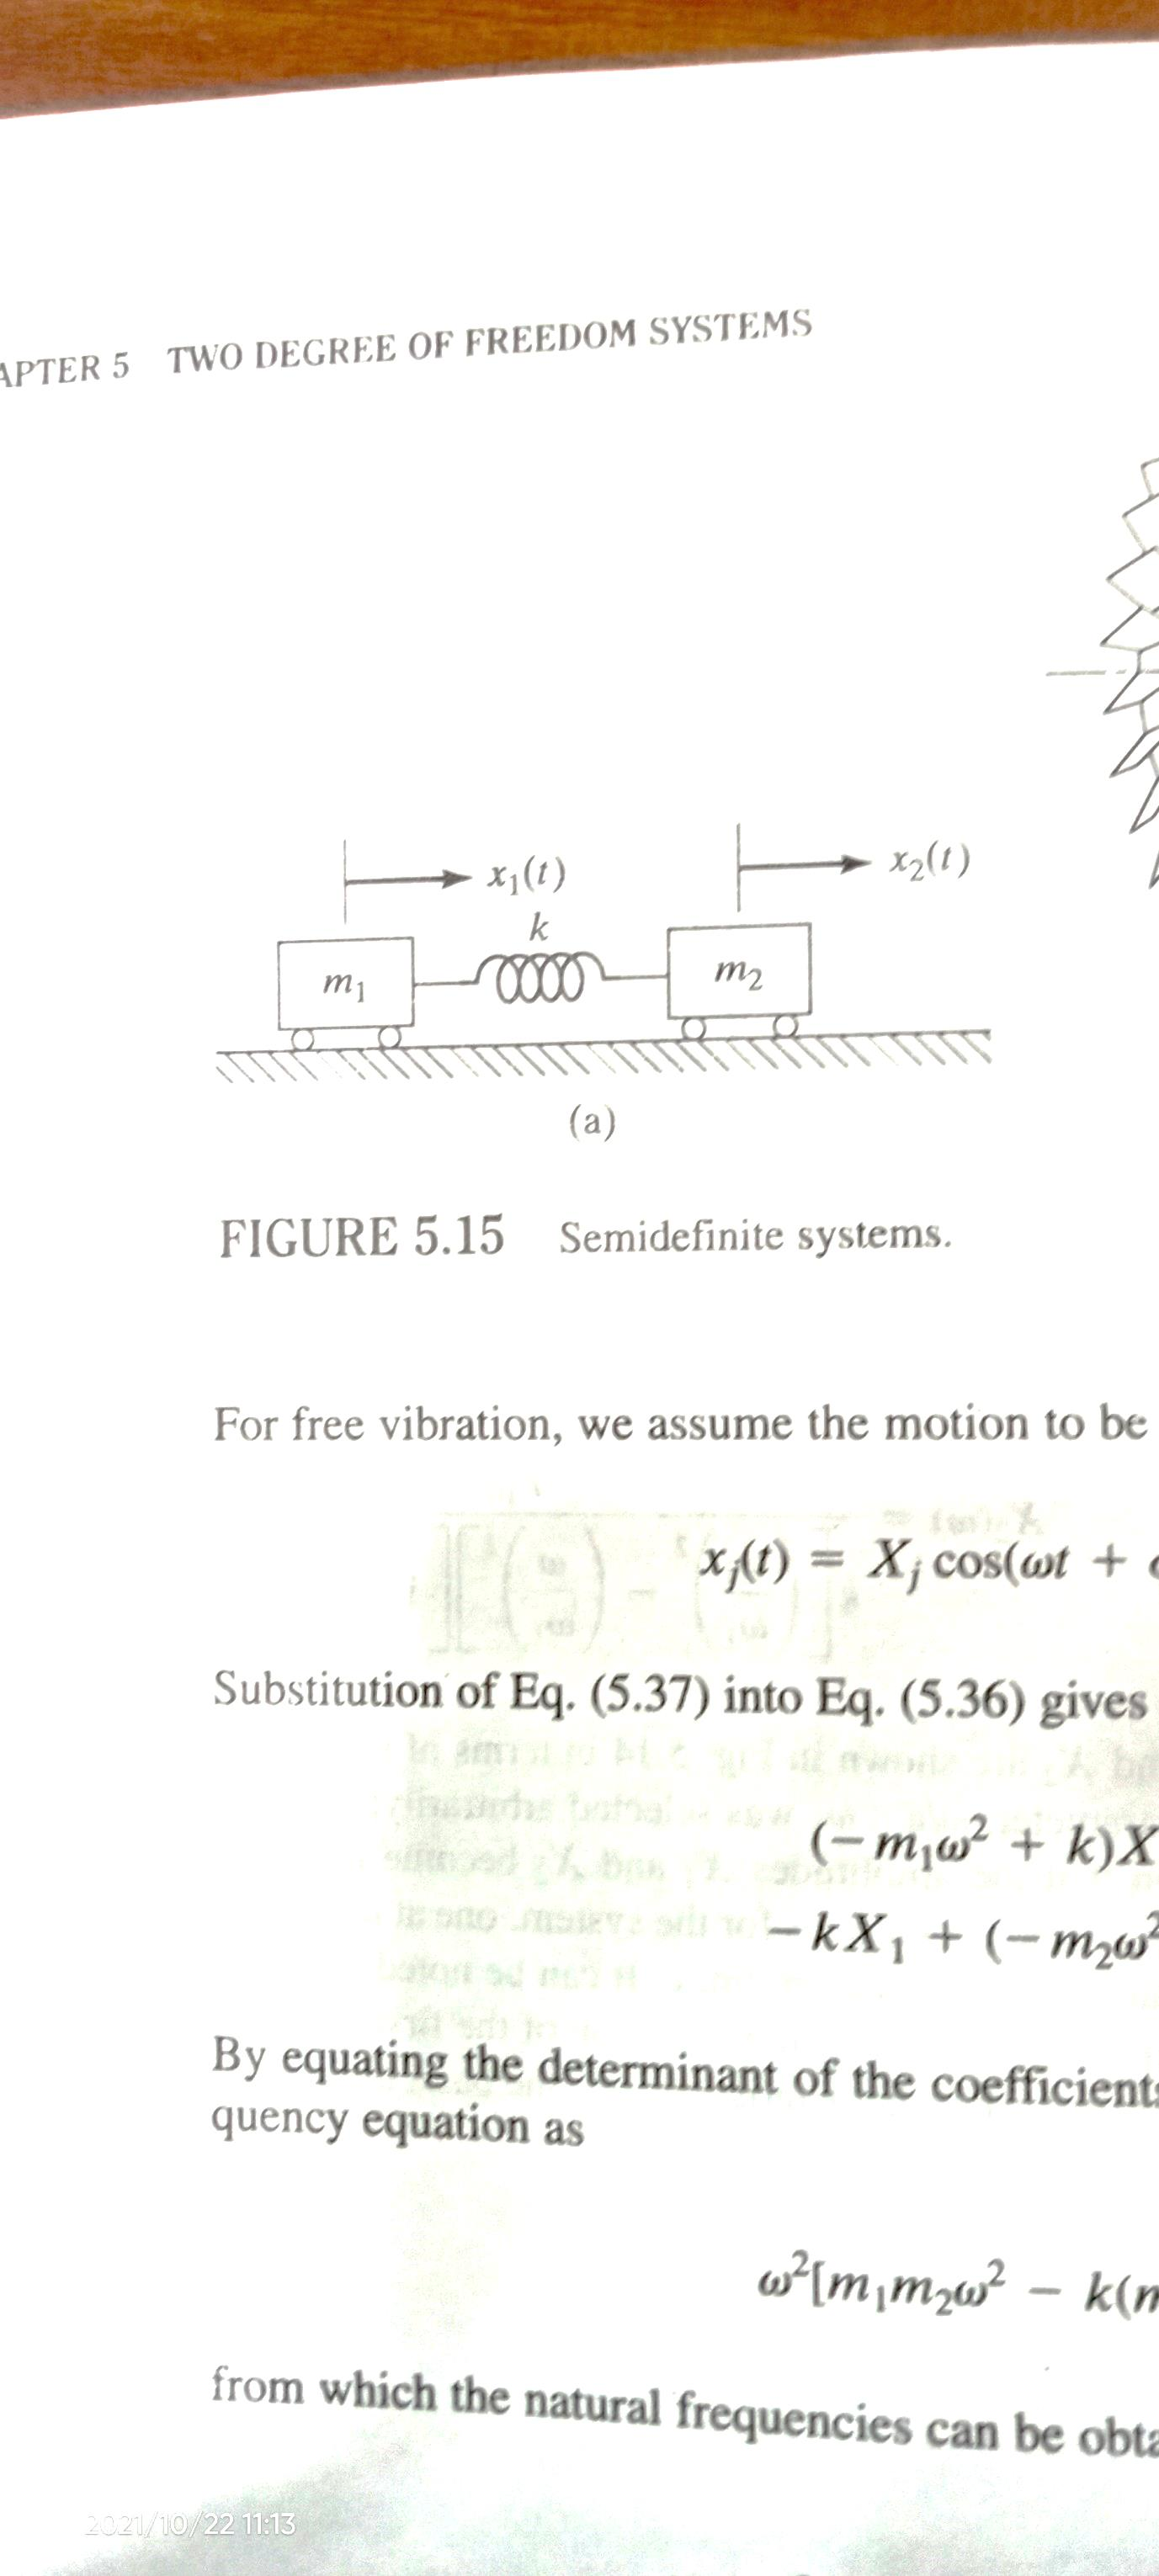 APTER 5 TWO DEGREE OF FREEDOM SYSTEMS
x₁(t)
x₂(t)
k
m₁
m₂
(a)
FIGURE 5.15 Semidefinite systems.
For free vibration, we assume the motion to be
xⱼ(t) = Xⱼ cos(ωt +
Substitution of Eq. (5.37) into Eq. (5.36) gives
(−m₁ω² + k)X
−kX₁ + (−m₂ω²
By equating the determinant of the coefficients
quency equation as
ω²[m₁m₂ω² − k(m
from which the natural frequencies can be obta
2021/10/22 11:13